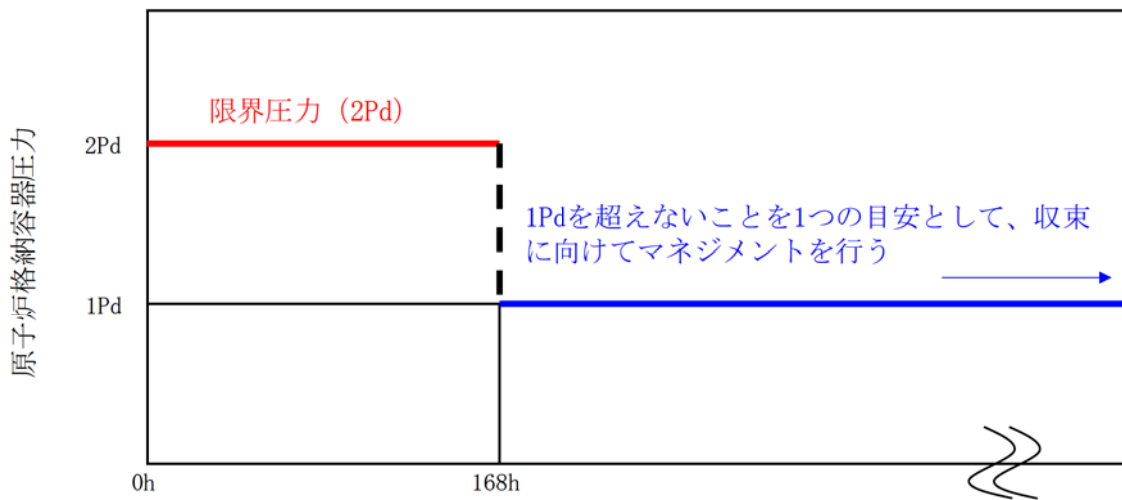 限界圧力（2Pd）
2Pd
1Pdを超えないことを1つの目安として、収束
に向けてマネジメントを行う
1Pd
原子炉格納容器圧力
0h
168h